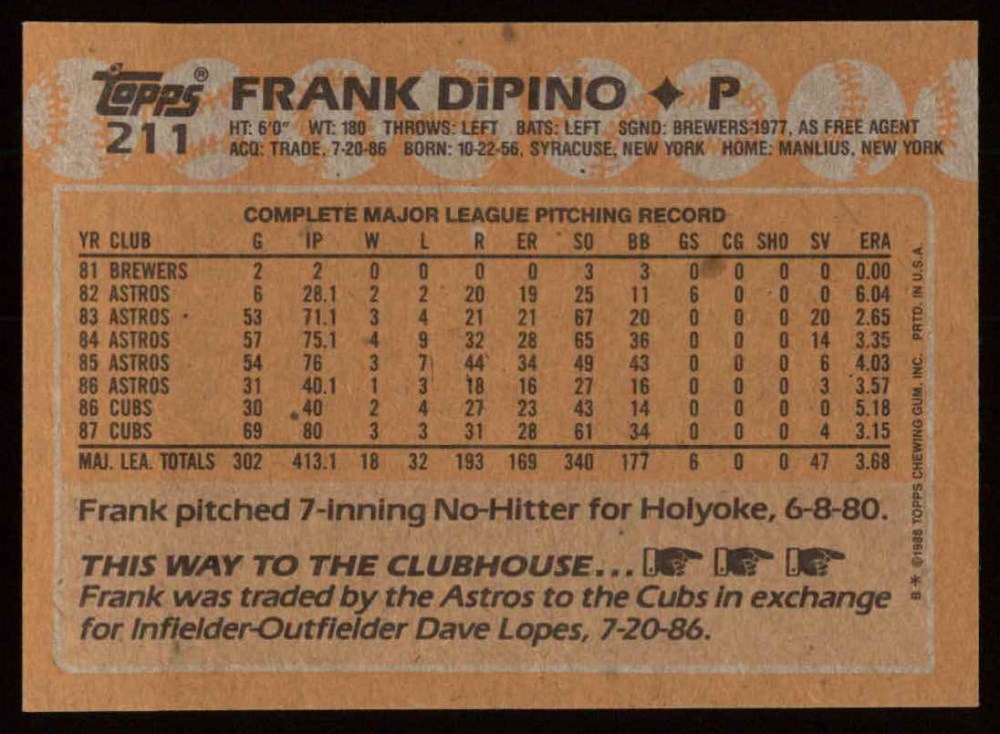 Topps® FRANK DiPINO ✦ P
211
HT: 6'0" WT: 180 THROWS: LEFT BATS: LEFT SGND: BREWERS-1977, AS FREE AGENT
ACQ: TRADE, 7-20-86 BORN: 10-22-56, SYRACUSE, NEW YORK HOME: MANLIUS, NEW YORK
COMPLETE MAJOR LEAGUE PITCHING RECORD
YR CLUB G IP W L R ER SO BB GS CG SHO SV ERA
81 BREWERS 2 2 0 0 0 0 3 3 0 0 0 0 0.00
82 ASTROS 6 28.1 2 2 20 19 25 11 6 0 0 0 6.04
83 ASTROS 53 71.1 3 4 21 21 67 20 0 0 0 20 2.65
84 ASTROS 57 75.1 4 9 32 28 65 36 0 0 0 14 3.35
85 ASTROS 54 76 3 7 44 34 49 43 0 0 0 6 4.03
86 ASTROS 31 40.1 1 3 18 16 27 16 0 0 0 3 3.57
86 CUBS 30 40 2 4 27 23 43 14 0 0 0 0 5.18
87 CUBS 69 80 3 3 31 28 61 34 0 0 0 4 3.15
MAJ. LEA. TOTALS 302 413.1 18 32 193 169 340 177 6 0 0 47 3.68
Frank pitched 7-inning No-Hitter for Holyoke, 6-8-80.
THIS WAY TO THE CLUBHOUSE...
Frank was traded by the Astros to the Cubs in exchange
for Infielder-Outfielder Dave Lopes, 7-20-86.
B-* ©1988 TOPPS CHEWING GUM, INC. PRTD. IN U.S.A.